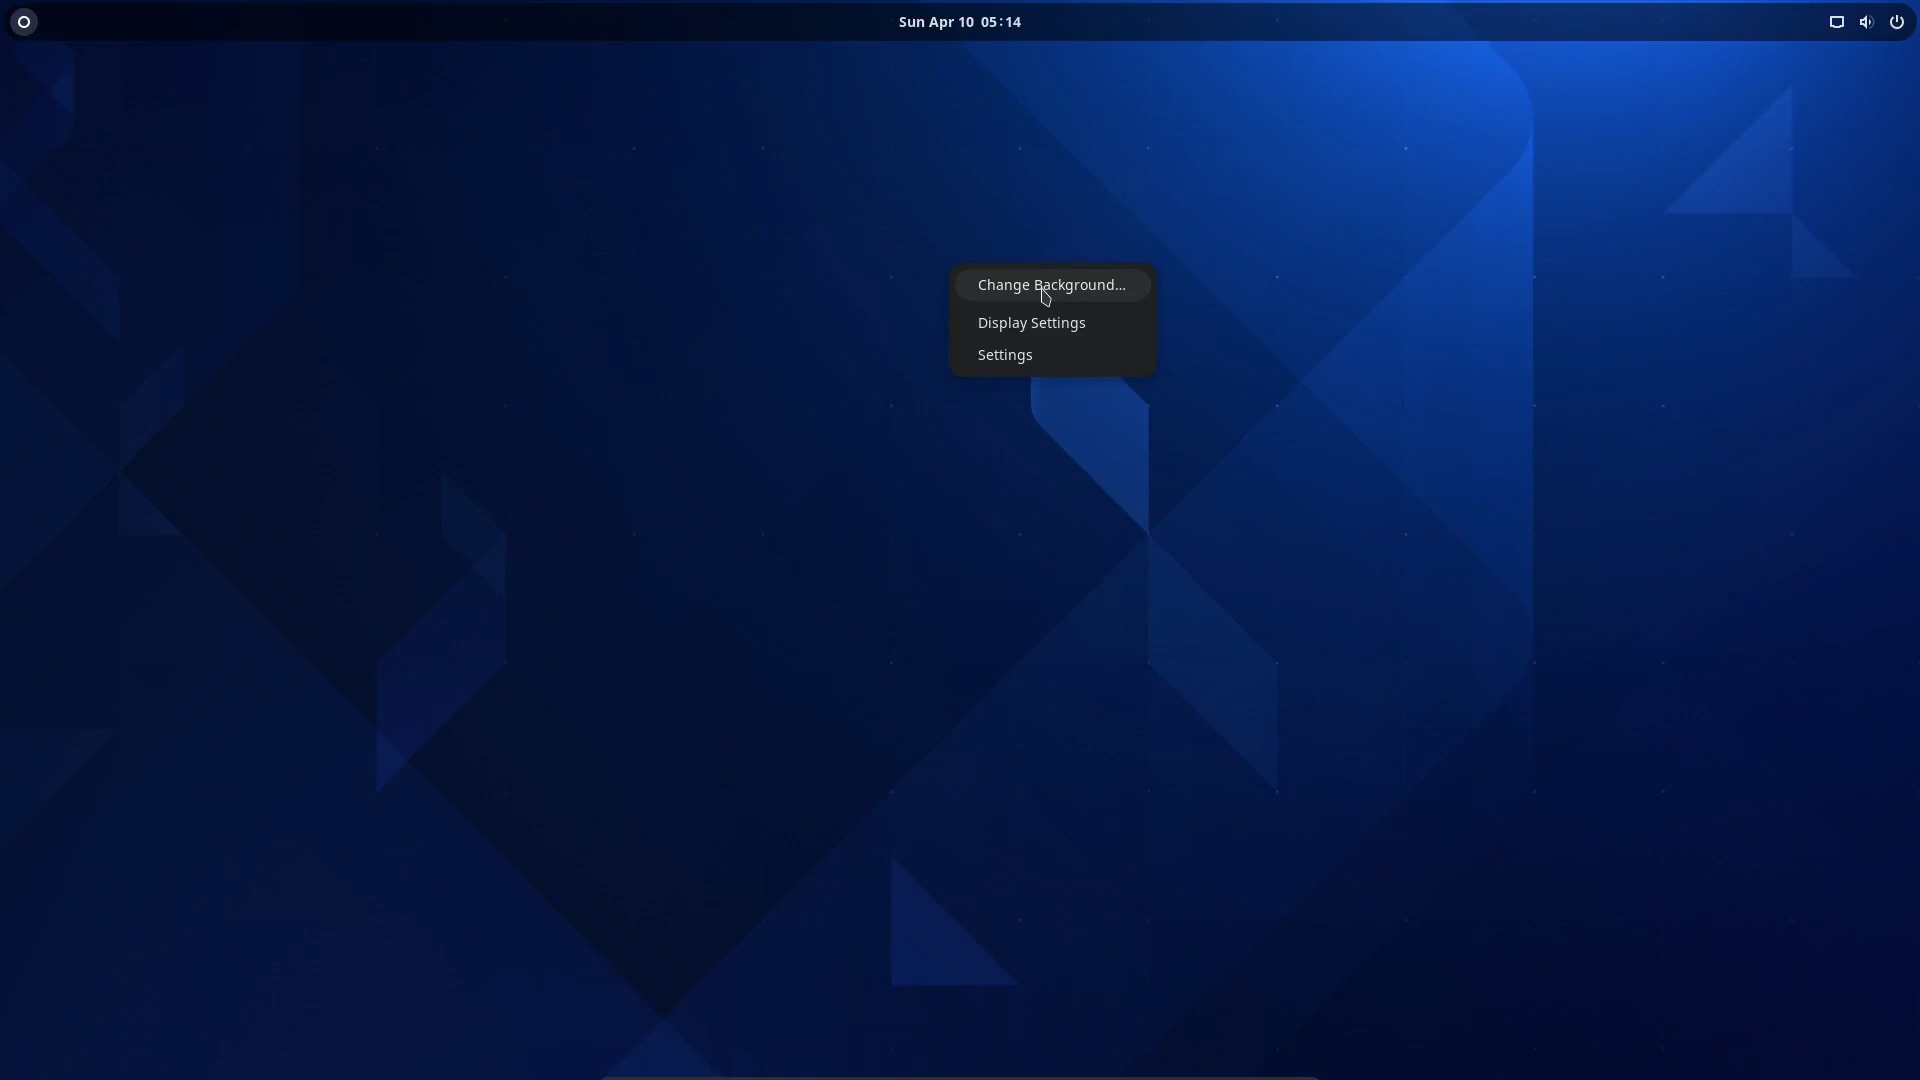 Sun Apr 10 05:14
Change Background...
Display Settings
Settings